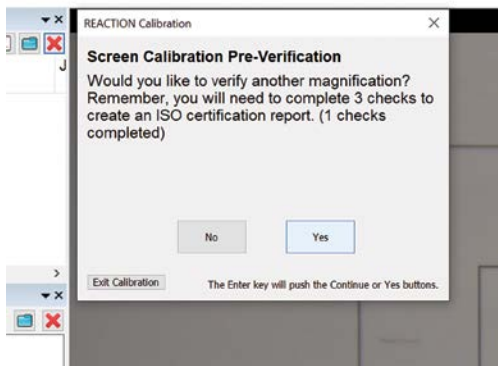 REACTION Calibration
Screen Calibration Pre-Verification
Would you like to verify another magnification?
Remember, you will need to complete 3 checks to
create an ISO certification report. (1 checks
completed)
No
Yes
Exit Calibration
The Enter key will push the Continue or Yes buttons.
J